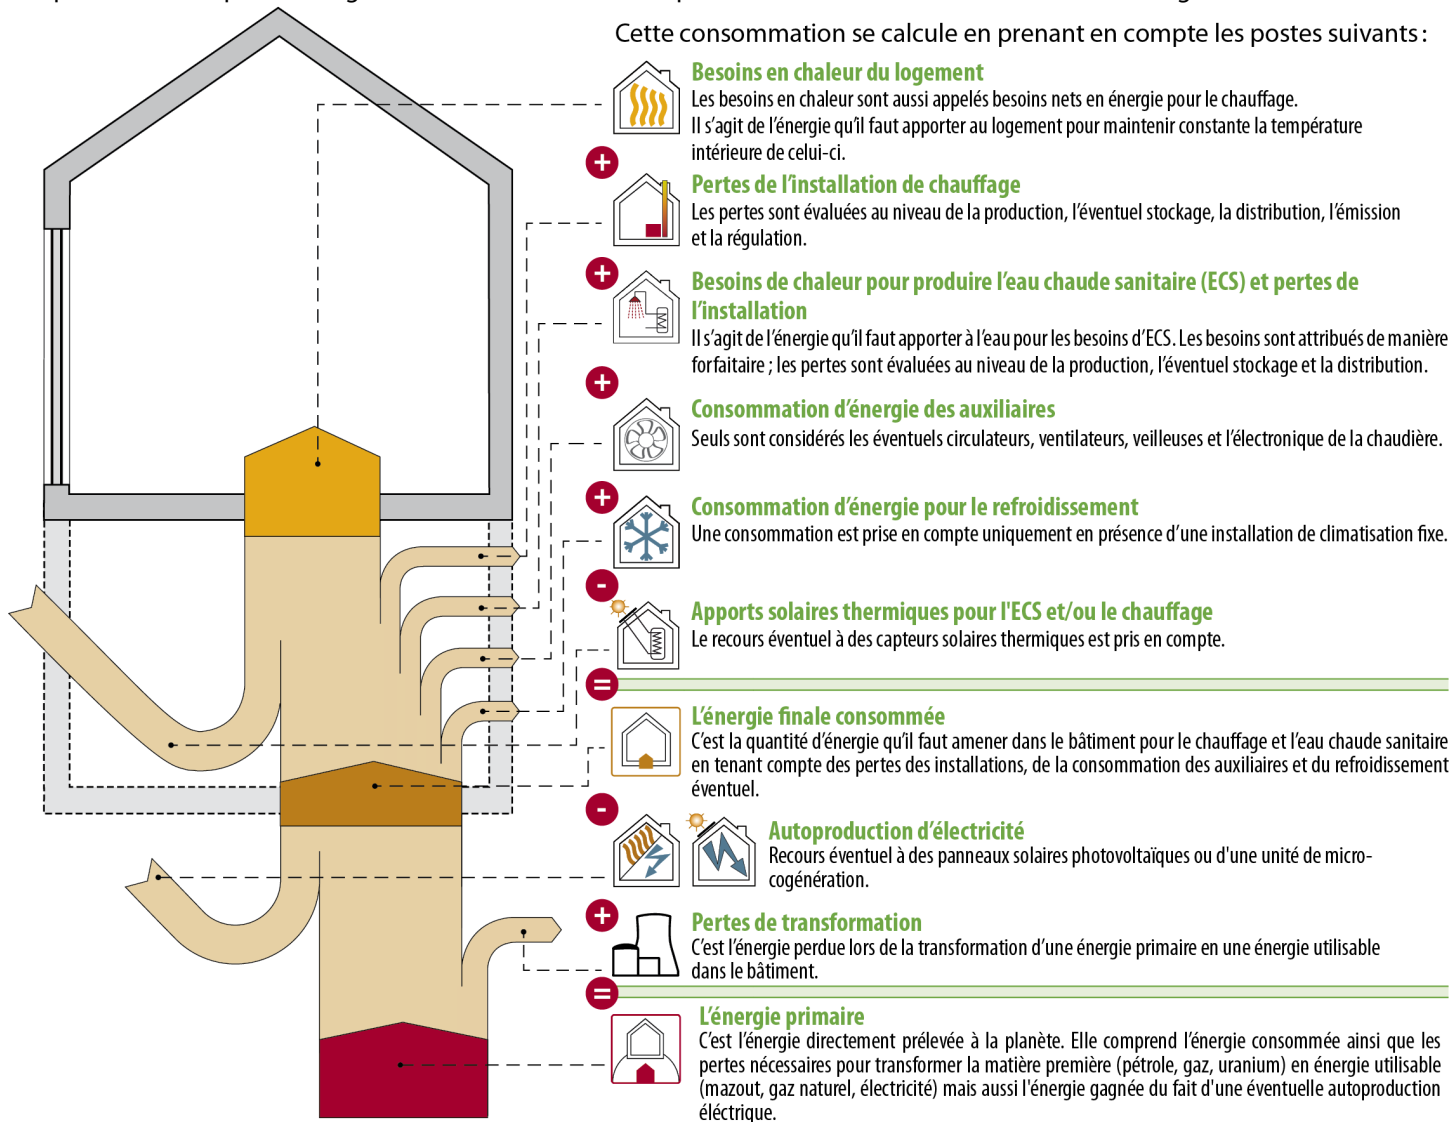 Cette consommation se calcule en prenant en compte les postes suivants :
Besoins en chaleur du logement
Les besoins en chaleur sont aussi appelés besoins nets en énergie pour le chauffage.
Il s’agit de l’énergie qu’il faut apporter au logement pour maintenir constante la température
intérieure de celui-ci.
+
Pertes de l’installation de chauffage
Les pertes sont évaluées au niveau de la production, l’éventuel stockage, la distribution, l’émission
et la régulation.
+
Besoins de chaleur pour produire l’eau chaude sanitaire (ECS) et pertes de
l’installation
Il s’agit de l’énergie qu’il faut apporter à l’eau pour les besoins d’ECS. Les besoins sont attribués de manière
forfaitaire ; les pertes sont évaluées au niveau de la production, l’éventuel stockage et la distribution.
+
Consommation d’énergie des auxiliaires
Seuls sont considérés les éventuels circulateurs, ventilateurs, veilleuses et l’électronique de la chaudière.
+
Consommation d’énergie pour le refroidissement
Une consommation est prise en compte uniquement en présence d’une installation de climatisation fixe.
-
Apports solaires thermiques pour l'ECS et/ou le chauffage
Le recours éventuel à des capteurs solaires thermiques est pris en compte.
=
L’énergie finale consommée
C’est la quantité d’énergie qu’il faut amener dans le bâtiment pour le chauffage et l’eau chaude sanitaire
en tenant compte des pertes des installations, de la consommation des auxiliaires et du refroidissement
éventuel.
-
Autoproduction d’électricité
Recours éventuel à des panneaux solaires photovoltaïques ou d'une unité de micro-
cogénération.
+
Pertes de transformation
C’est l’énergie perdue lors de la transformation d’une énergie primaire en une énergie utilisable
dans le bâtiment.
=
L’énergie primaire
C’est l’énergie directement prélevée à la planète. Elle comprend l’énergie consommée ainsi que les
pertes nécessaires pour transformer la matière première (pétrole, gaz, uranium) en énergie utilisable
(mazout, gaz naturel, électricité) mais aussi l'énergie gagnée du fait d'une éventuelle autoproduction
éléctrique.